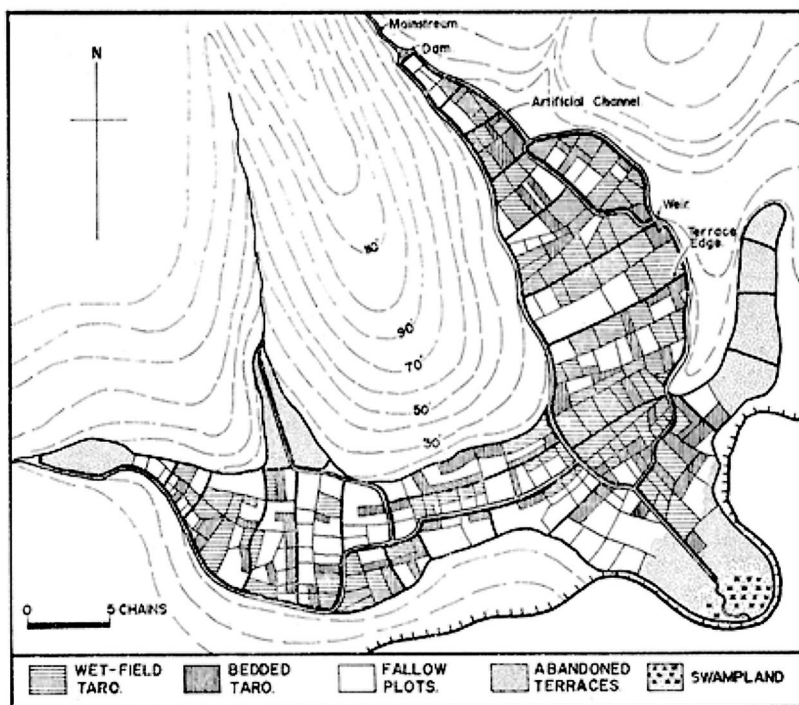 Mainstream
N
Dam
Artificial Channel
Weir
Terrace
Edge
90'
70'
50'
30'
0 5 CHAINS
WET-FIELD TARO.
BEDDED TARO.
FALLOW PLOTS.
ABANDONED TERRACES
SWAMPLAND